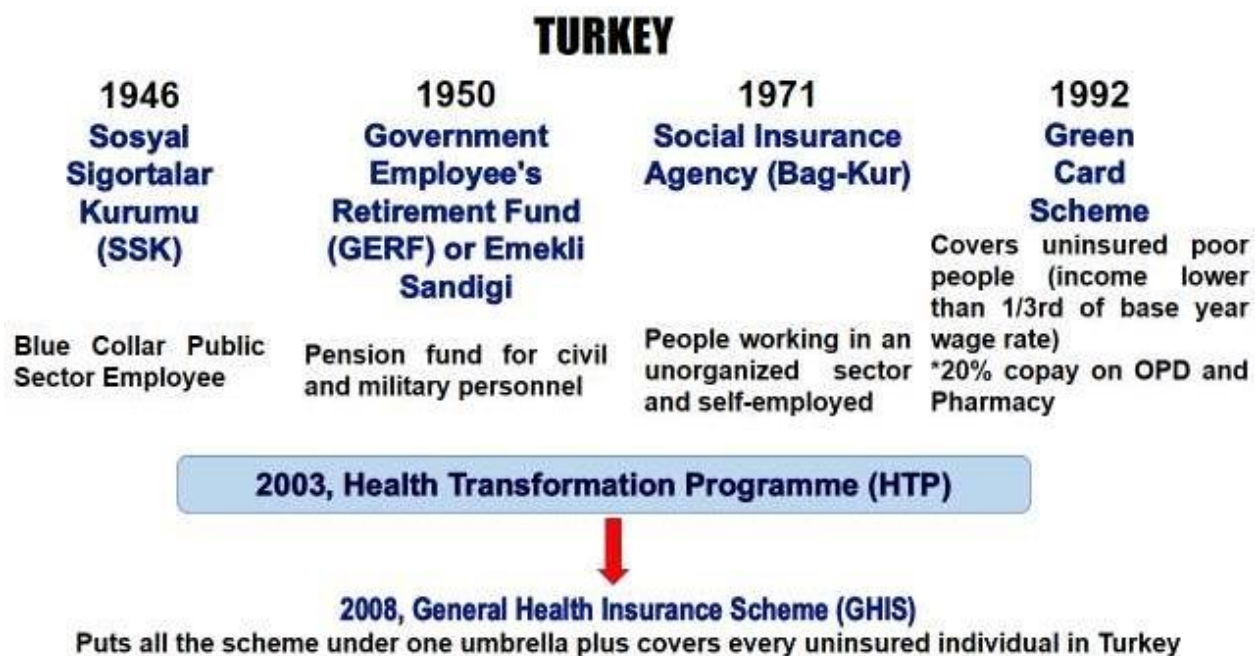 TURKEY
1946
Sosyal
Sigortalar
Kurumu
(SSK)
Blue Collar Public
Sector Employee
1950
Government
Employee's
Retirement Fund
(GERF) or Emekli
Sandigi
Pension fund for civil
and military personnel
1971
Social Insurance
Agency (Bag-Kur)
People working in an
unorganized sector
and self-employed
1992
Green
Card
Scheme
Covers uninsured poor
people (income lower
than 1/3rd of base year
wage rate)
*20% copay on OPD and
Pharmacy
2003, Health Transformation Programme (HTP)
2008, General Health Insurance Scheme (GHIS)
Puts all the scheme under one umbrella plus covers every uninsured individual in Turkey